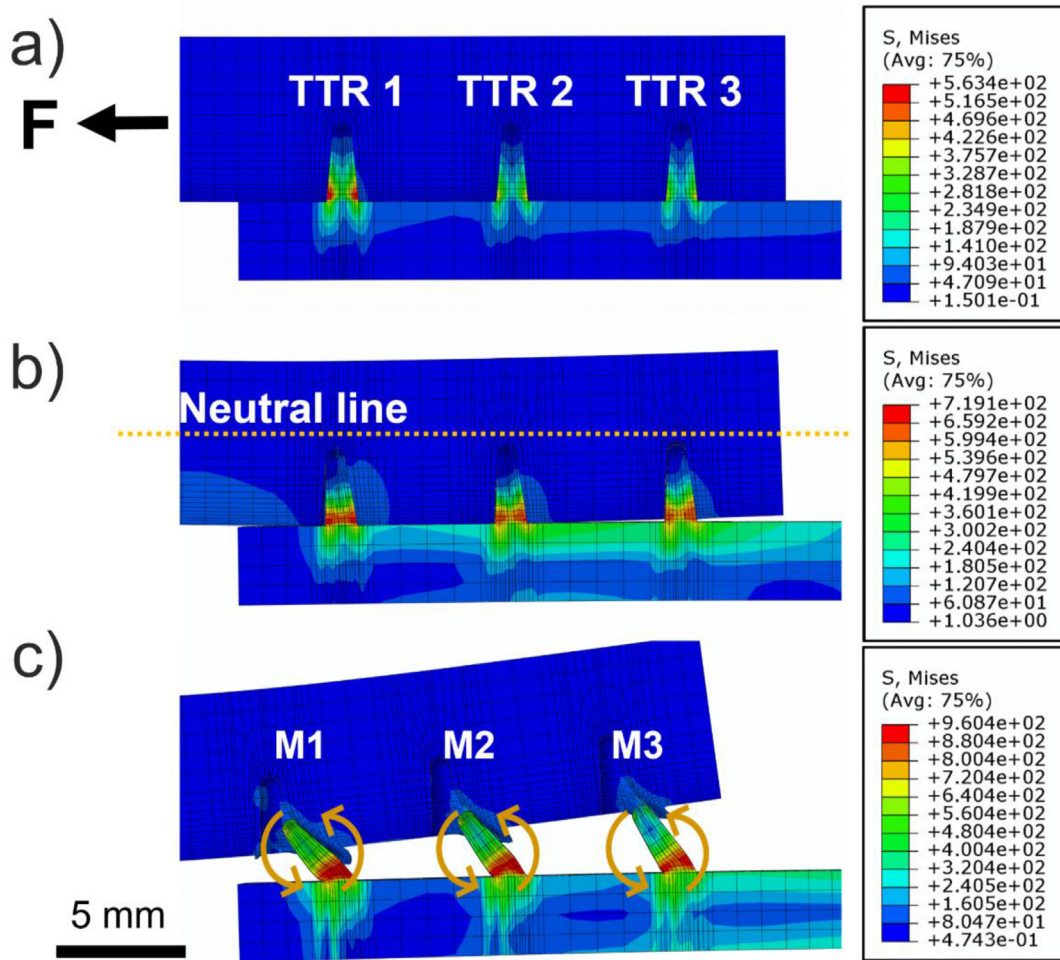 a)
F
TTR 1 TTR 2 TTR 3
S, Mises
(Avg: 75%)
+5.634e+02
+5.165e+02
+4.696e+02
+4.226e+02
+3.757e+02
+3.287e+02
+2.818e+02
+2.349e+02
+1.879e+02
+1.410e+02
+9.403e+01
+4.709e+01
+1.501e-01
b)
Neutral line
S, Mises
(Avg: 75%)
+7.191e+02
+6.592e+02
+5.994e+02
+5.396e+02
+4.797e+02
+4.199e+02
+3.601e+02
+3.002e+02
+2.404e+02
+1.805e+02
+1.207e+02
+6.087e+01
+1.036e+00
c)
M1 M2 M3
5 mm
S, Mises
(Avg: 75%)
+9.604e+02
+8.804e+02
+8.004e+02
+7.204e+02
+6.404e+02
+5.604e+02
+4.804e+02
+4.004e+02
+3.204e+02
+2.405e+02
+1.605e+02
+8.047e+01
+4.743e-01